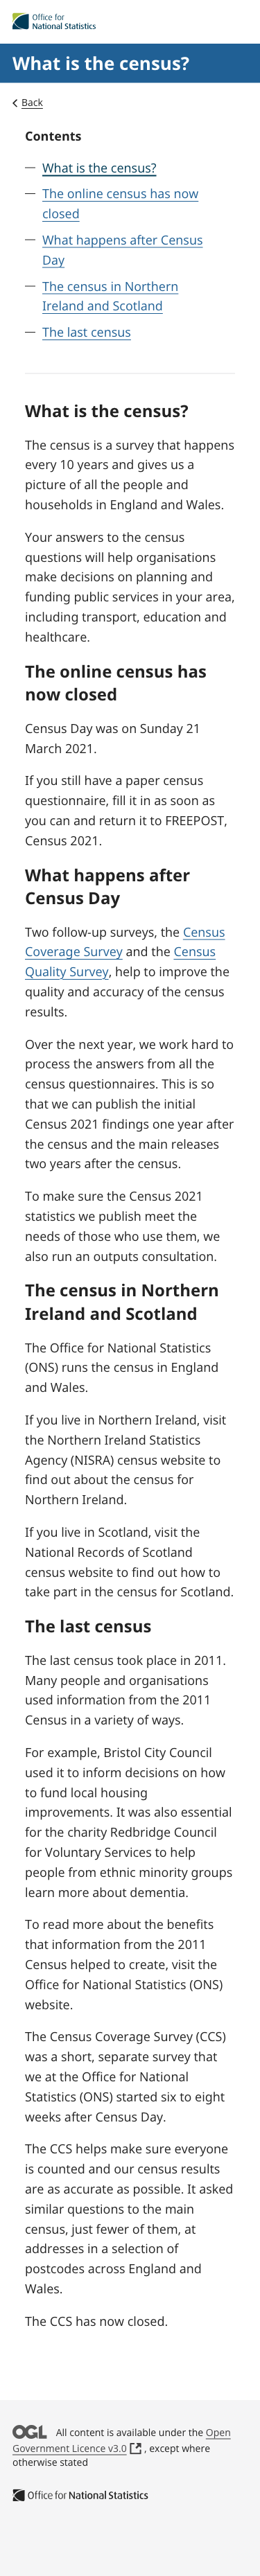 Office for
National Statistics
What is the census?
Back
Contents
— What is the census?
— The online census has now
closed
— What happens after Census
Day
— The census in Northern
Ireland and Scotland
— The last census
What is the census?
The census is a survey that happens
every 10 years and gives us a
picture of all the people and
households in England and Wales.
Your answers to the census
questions will help organisations
make decisions on planning and
funding public services in your area,
including transport, education and
healthcare.
The online census has
now closed
Census Day was on Sunday 21
March 2021.
If you still have a paper census
questionnaire, fill it in as soon as
you can and return it to FREEPOST,
Census 2021.
What happens after
Census Day
Two follow-up surveys, the Census
Coverage Survey and the Census
Quality Survey, help to improve the
quality and accuracy of the census
results.
Over the next year, we work hard to
process the answers from all the
census questionnaires. This is so
that we can publish the initial
Census 2021 findings one year after
the census and the main releases
two years after the census.
To make sure the Census 2021
statistics we publish meet the
needs of those who use them, we
also run an outputs consultation.
The census in Northern
Ireland and Scotland
The Office for National Statistics
(ONS) runs the census in England
and Wales.
If you live in Northern Ireland, visit
the Northern Ireland Statistics
Agency (NISRA) census website to
find out about the census for
Northern Ireland.
If you live in Scotland, visit the
National Records of Scotland
census website to find out how to
take part in the census for Scotland.
The last census
The last census took place in 2011.
Many people and organisations
used information from the 2011
Census in a variety of ways.
For example, Bristol City Council
used it to inform decisions on how
to fund local housing
improvements. It was also essential
for the charity Redbridge Council
for Voluntary Services to help
people from ethnic minority groups
learn more about dementia.
To read more about the benefits
that information from the 2011
Census helped to create, visit the
Office for National Statistics (ONS)
website.
The Census Coverage Survey (CCS)
was a short, separate survey that
we at the Office for National
Statistics (ONS) started six to eight
weeks after Census Day.
The CCS helps make sure everyone
is counted and our census results
are as accurate as possible. It asked
similar questions to the main
census, just fewer of them, at
addresses in a selection of
postcodes across England and
Wales.
The CCS has now closed.
OGL All content is available under the Open
Government Licence v3.0 , except where
otherwise stated
Office for National Statistics